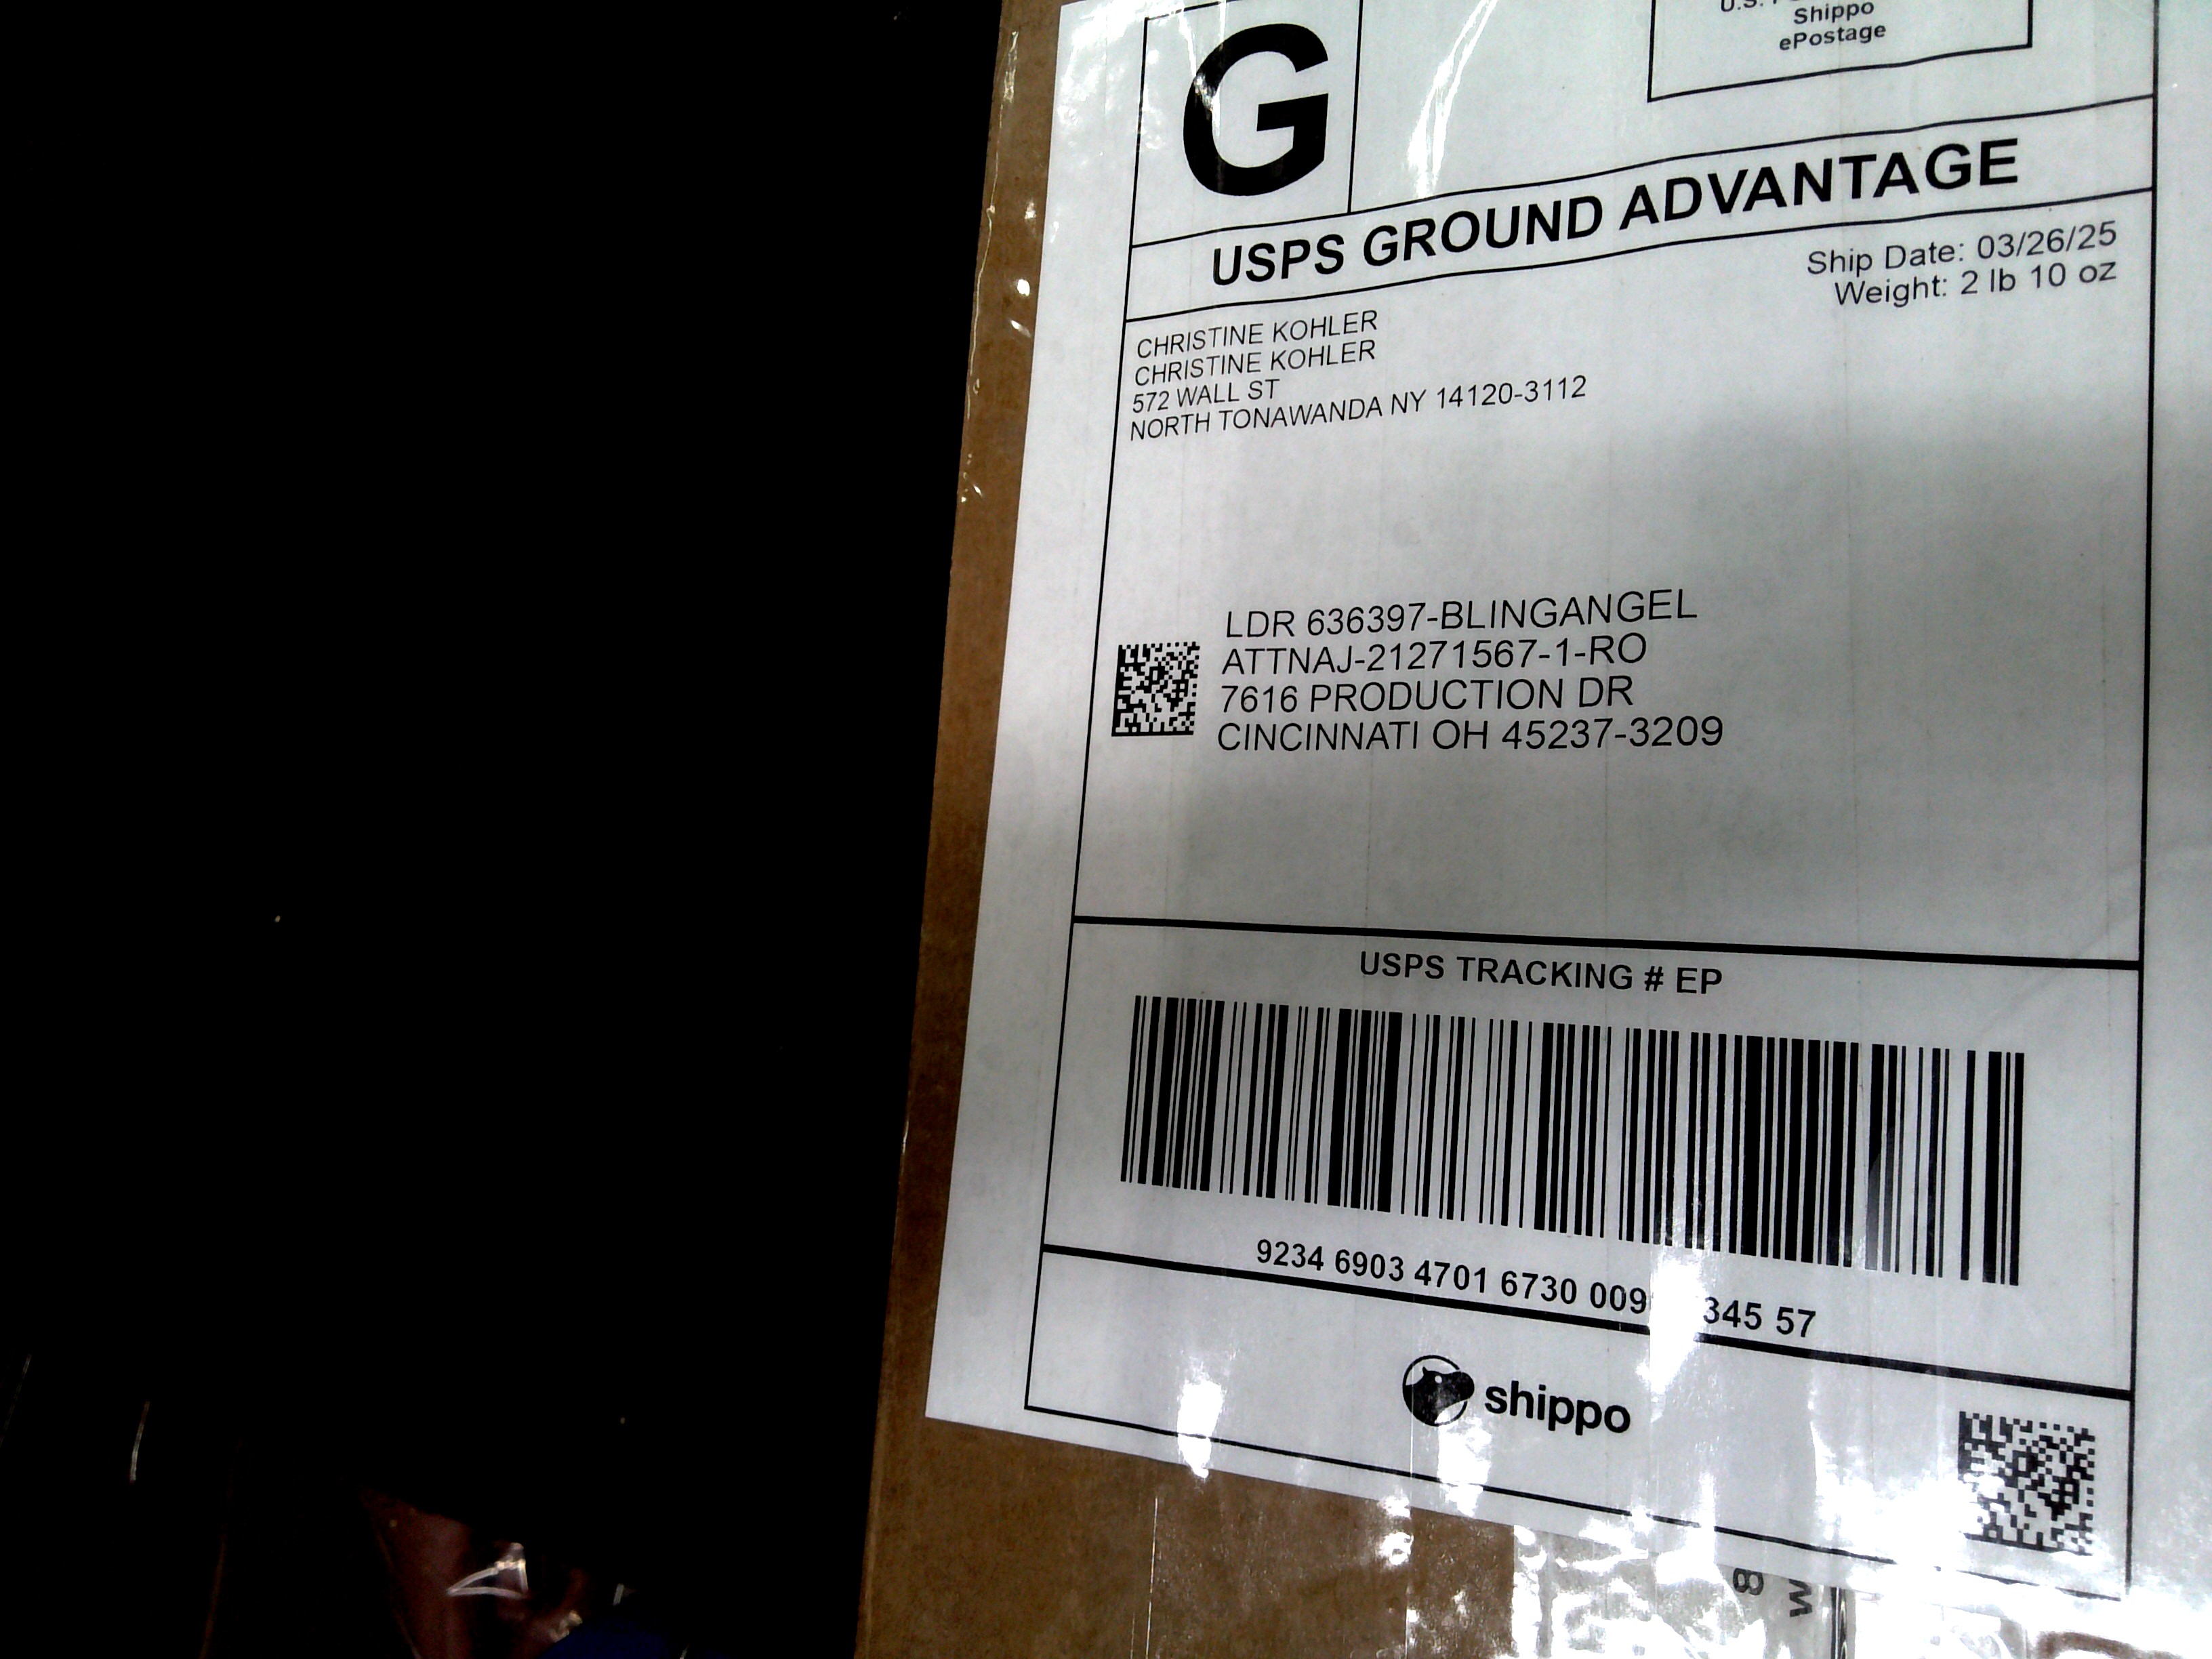 G
Shippo
ePostage
USPS GROUND ADVANTAGE
Ship Date: 03/26/25
Weight: 2 lb 10 oz
CHRISTINE KOHLER
CHRISTINE KOHLER
572 WALL ST
NORTH TONAWANDA NY 14120-3112
LDR 636397-BLINGANGEL
ATTNAJ-21271567-1-RO
7616 PRODUCTION DR
CINCINNATI OH 45237-3209
USPS TRACKING # EP
9234 6903 4701 6730 009 345 57
shippo